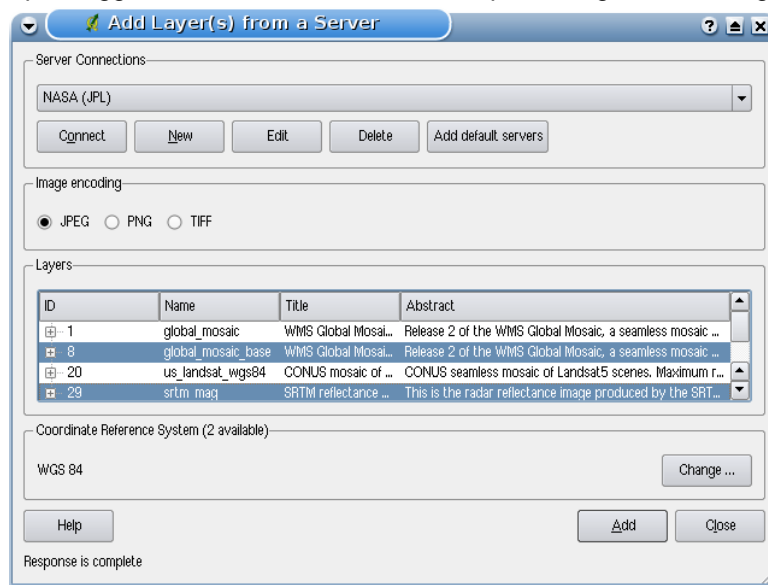 Add Layer(s) from a Server
Server Connections
NASA (JPL)
Connect New Edit Delete Add default servers
Image encoding
JPEG PNG TIFF
Layers
ID Name Title Abstract
1 global_mosaic WMS Global Mosai... Release 2 of the WMS Global Mosaic, a seamless mosaic ...
8 global_mosaic_base WMS Global Mosai... Release 2 of the WMS Global Mosaic, a seamless mosaic ...
20 us_landsat_wgs84 CONUS mosaic of ... CONUS seamless mosaic of Landsat5 scenes. Maximum r...
29 srtm_mag SRTM reflectance ... This is the radar reflectance image produced by the SRT...
Coordinate Reference System (2 available)
WGS 84 Change ...
Help Add Close
Response is complete